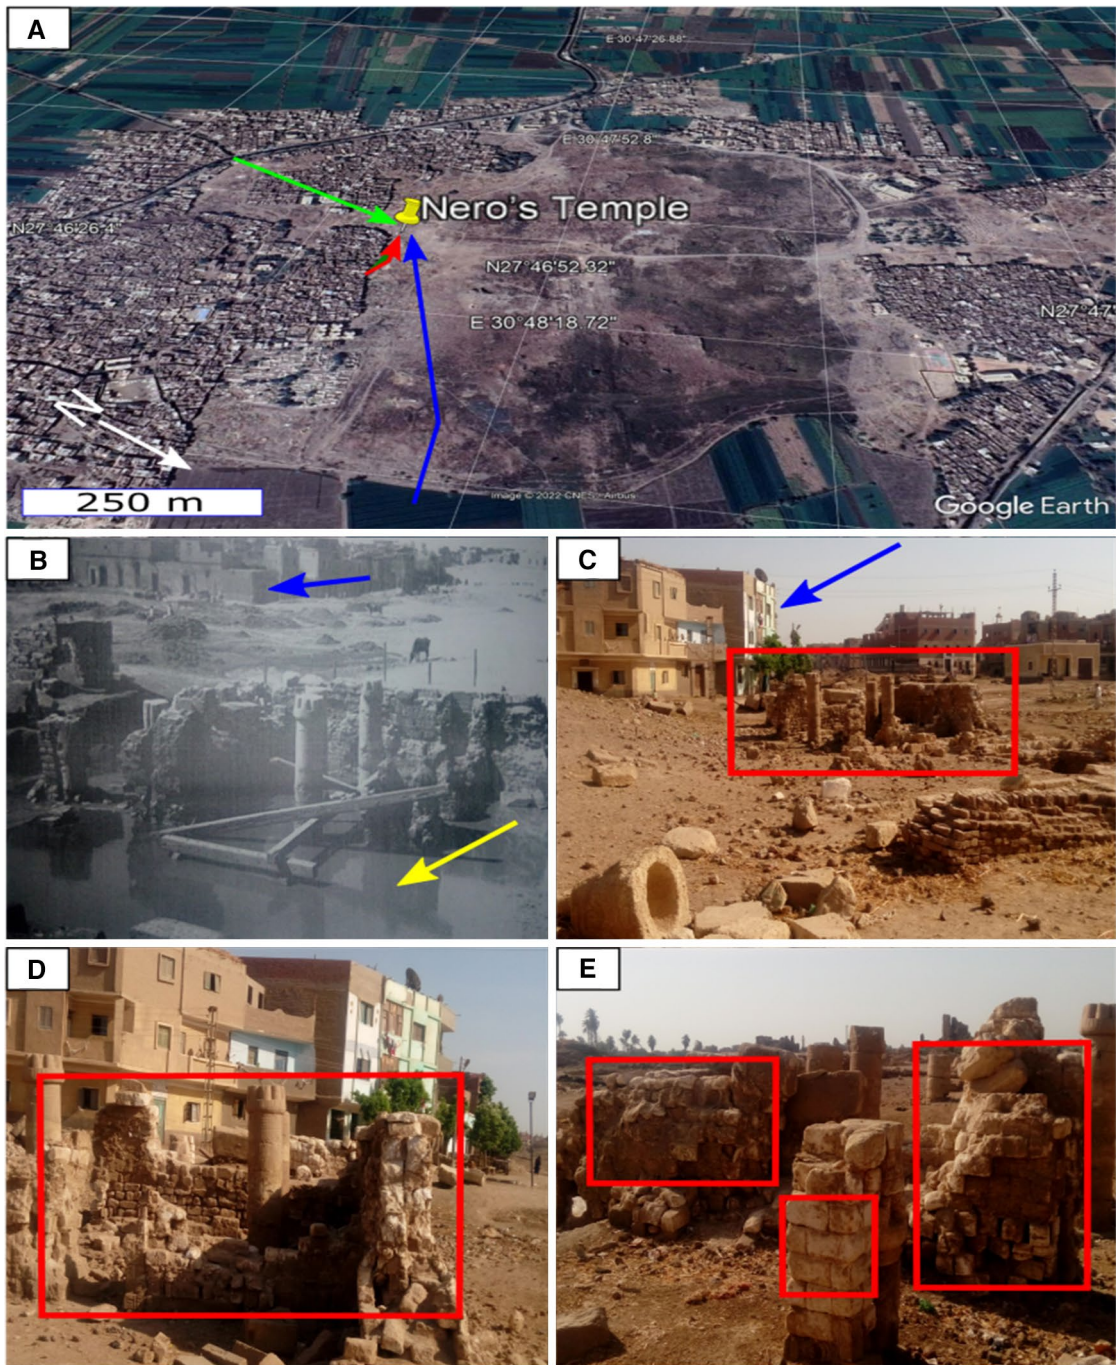 A
E 30°47'26.88"
E 30°47'52.8"
Nero's Temple
N27°46'26.4"
N27°46'52.32"
N27°47'
E 30°48'18.72"
N
250 m
image © 2022 CNES / Airbus
Google Earth
B
C
D
E